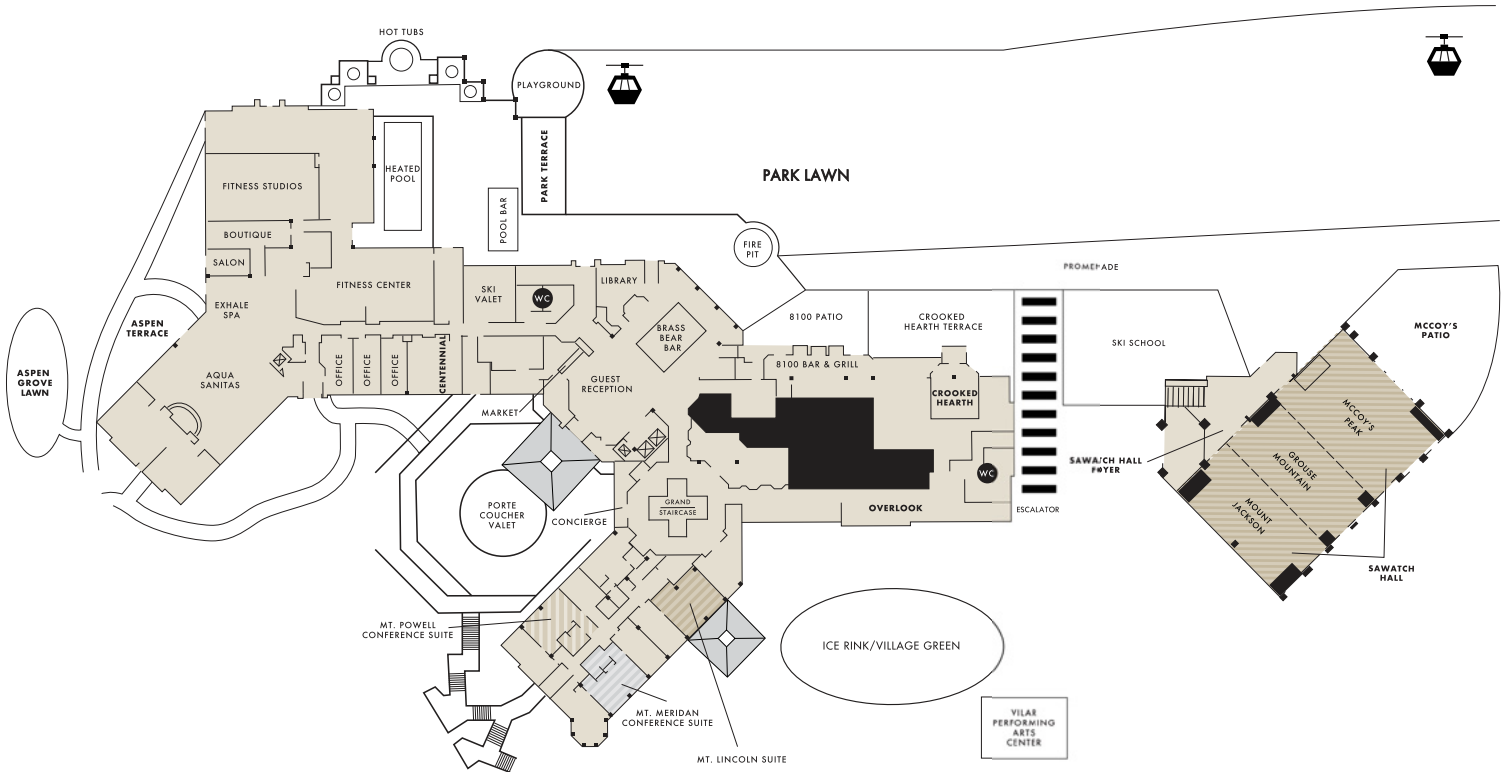 HOT TUBS
PLAYGROUND
PARK TERRACE
HEATED
POOL
POOL BAR
PARK LAWN
FITNESS STUDIOS
BOUTIQUE
SALON
FIRE
PIT
PROMENADE
FITNESS CENTER
SKI
VALET
WC
LIBRARY
EXHALE
SPA
ASPEN
TERRACE
BRASS
BEAR
BAR
8100 PATIO
CROOKED
HEARTH TERRACE
SKI SCHOOL
MCCOY'S
PATIO
ASPEN
GROVE
LAWN
AQUA
SANITAS
OFFICE
OFFICE
OFFICE
CENTENNIAL
GUEST
RECEPTION
8100 BAR & GRILL
CROOKED
HEARTH
MARKET
MCCOY'S
PEAK
GROUSE
MOUNTAIN
MOUNT
JACKSON
SAWATCH HALL
FOYER
WC
PORTE
COUCHER
VALET
CONCIERGE
GRAND
STAIRCASE
OVERLOOK
ESCALATOR
SAWATCH
HALL
MT. POWELL
CONFERENCE SUITE
ICE RINK/VILLAGE GREEN
MT. MERIDAN
CONFERENCE SUITE
VILAR
PERFORMING
ARTS
CENTER
MT. LINCOLN SUITE